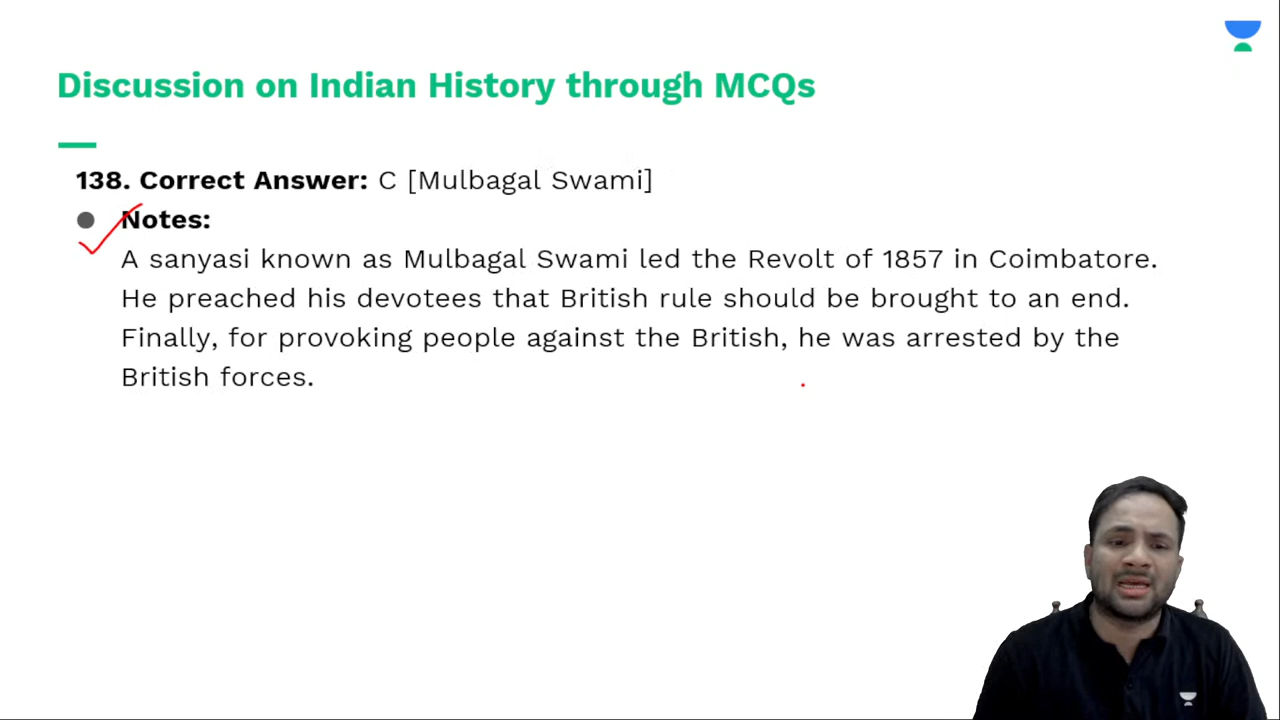 Discussion on Indian History through MCQs
138. Correct Answer: C [Mulbagal Swami]
Notes:
A sanyasi known as Mulbagal Swami led the Revolt of 1857 in Coimbatore.
He preached his devotees that British rule should be brought to an end.
Finally, for provoking people against the British, he was arrested by the
British forces.